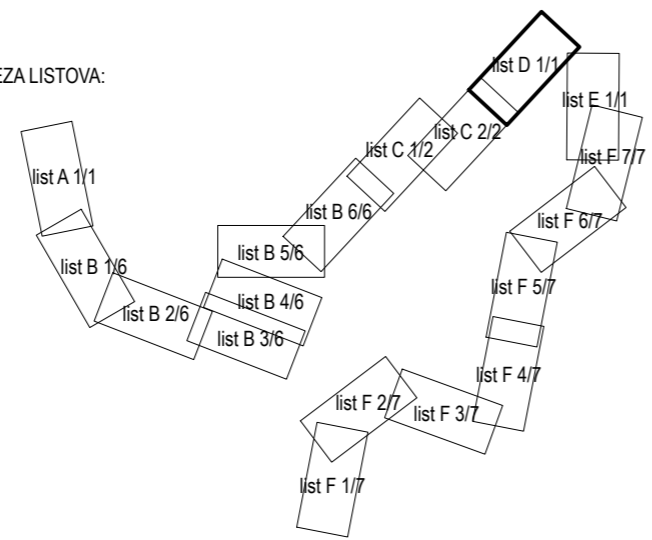 EZA LISTOVA:
list D 1/1
list E 1/1
list C 2/2
list C 1/2
list F 7/7
list A 1/1
list B 6/6
list F 6/7
list B 5/6
list B 1/6
list F 5/7
list B 4/6
list B 2/6
list B 3/6
list F 4/7
list F 2/7
list F 3/7
list F 1/7